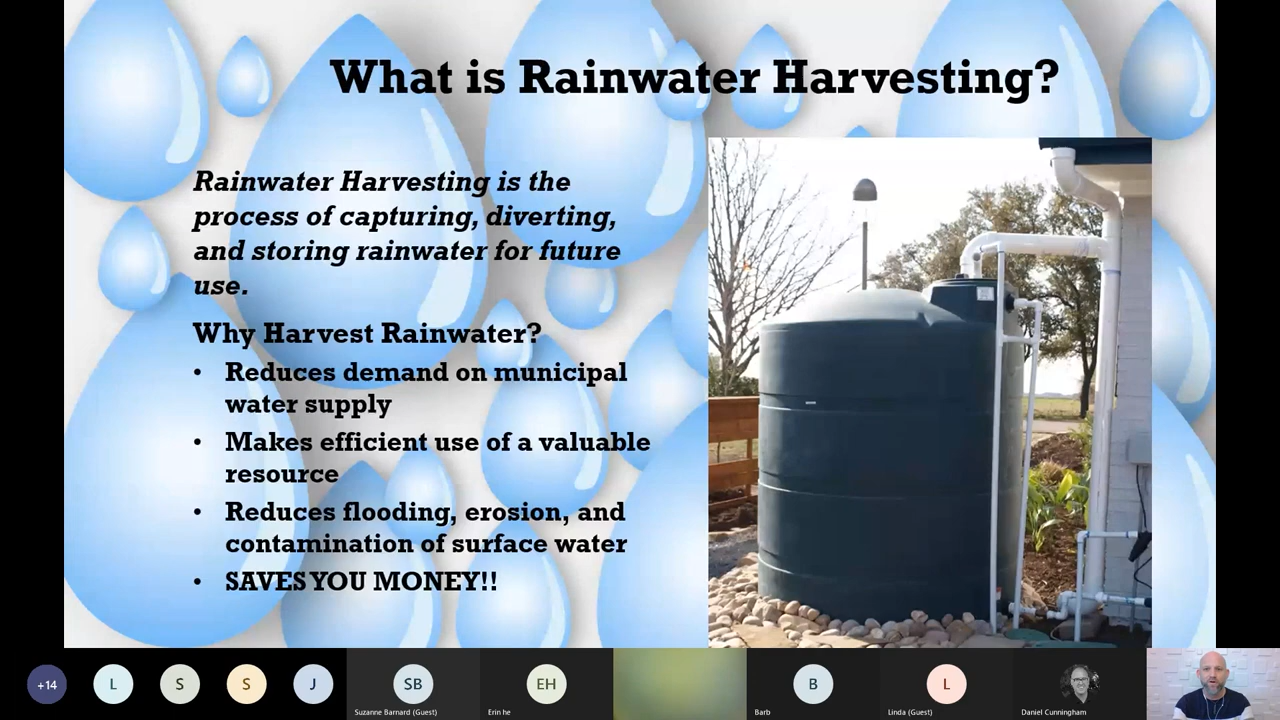 What is Rainwater Harvesting?
Rainwater Harvesting is the
process of capturing, diverting,
and storing rainwater for future
use.
Why Harvest Rainwater?
• Reduces demand on municipal
water supply
• Makes efficient use of a valuable
resource
• Reduces flooding, erosion, and
contamination of surface water
• SAVES YOU MONEY!!
+14
L
S
S
J
SB
EH
B
L
Suzanne Barnard (Guest)
Erin he
Barb
Linda (Guest)
Daniel Cunningham